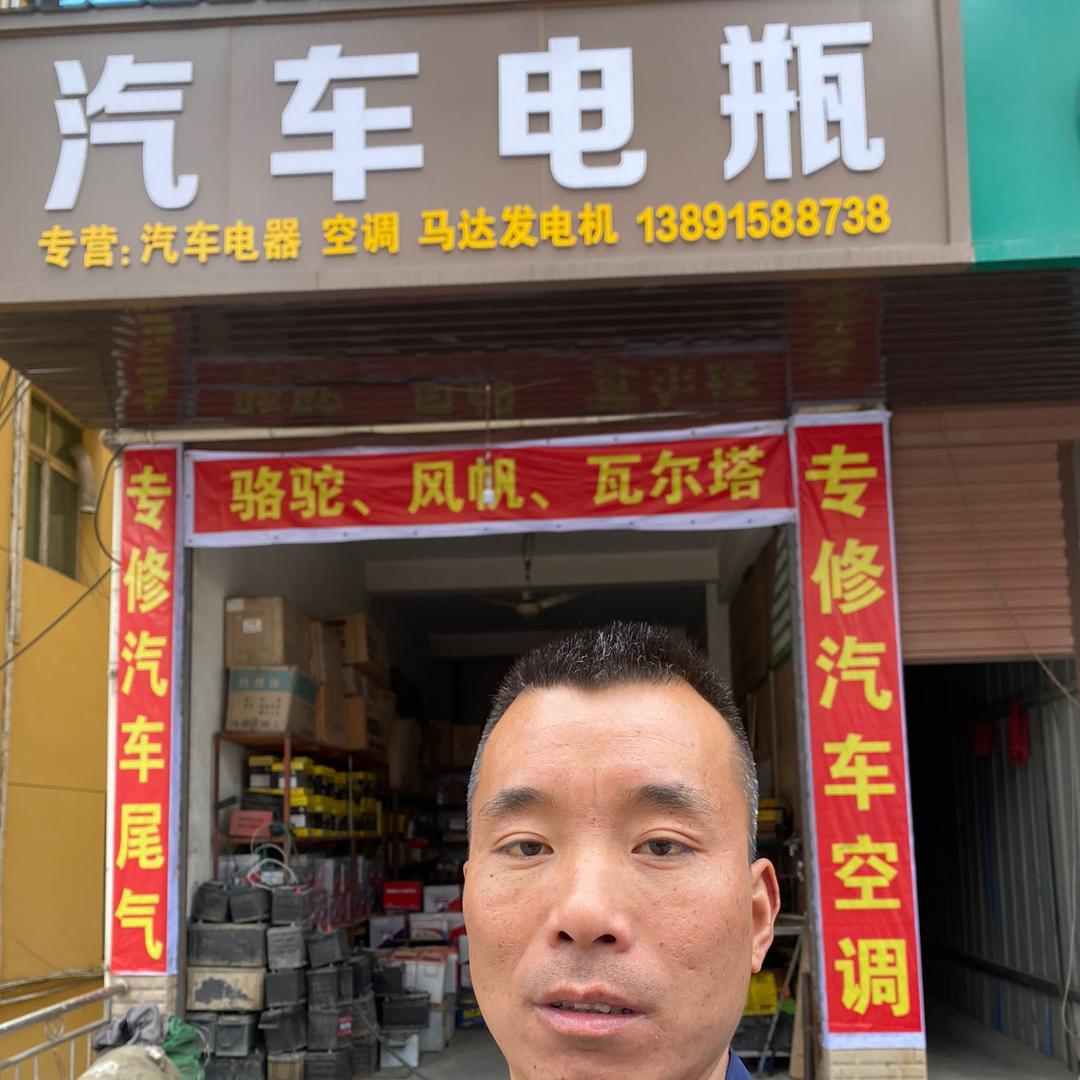 汽车电瓶
专营:汽车电器 空调 马达发电机 13891588738
骆驼、风帆、瓦尔塔
专修汽车尾气
专修汽车空调